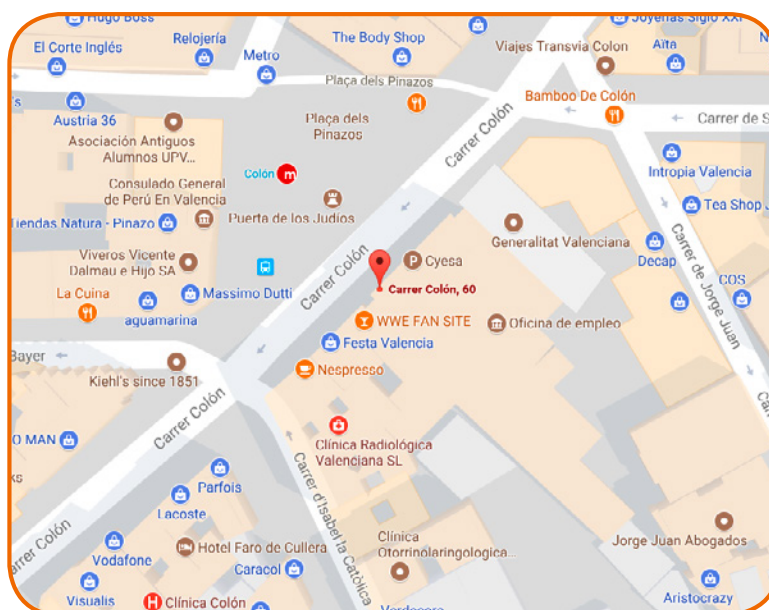 Hugo Boss
Joyerías Siglo XXI
El Corte Inglés
Relojería
The Body Shop
Metro
Viajes Transvia Colon
Aïta
N
Plaça dels Pinazos
Austria 36
Asociación Antiguos
Alumnos UPV...
Plaça dels
Pinazos
Carrer Colón
Bamboo De Colón
Carrer de S
Colón
m
Consulado General
de Perú En Valencia
Intropia Valencia
Tiendas Natura - Pinazo
Puerta de los Judíos
Tea Shop J
Generalitat Valenciana
Viveros Vicente
Dalmau e Hijo SA
Carrer Colón
P
Cyesa
Decap
Carrer de Jorge Juan
COS
La Cuina
aguamarina
Massimo Dutti
Carrer Colón, 60
WWE FAN SITE
Oficina de empleo
Festa Valencia
Bayer
Kiehl's since 1851
Nespresso
Carrer Colón
O MAN
ks
Clínica Radiológica
Valenciana SL
Carrer d'Isabel la Catòlica
Parfois
Lacoste
Vodafone
Hotel Faro de Cullera
Clínica
Otorrinolaringologica...
Jorge Juan Abogados
Caracol
Carrer Colón
Visualis
H
Clínica Colón
Aristocrazy